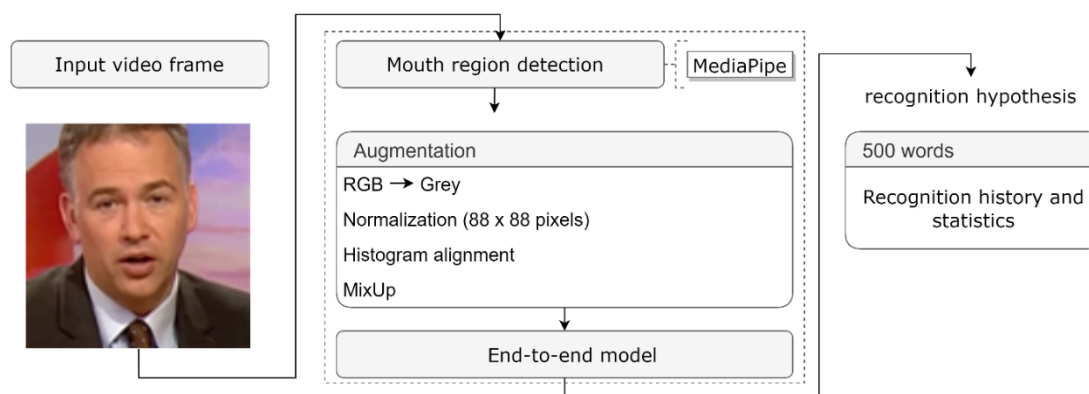 Input video frame
Mouth region detection
MediaPipe
Augmentation
RGB → Grey
Normalization (88 x 88 pixels)
Histogram alignment
MixUp
End-to-end model
recognition hypothesis
500 words
Recognition history and
statistics